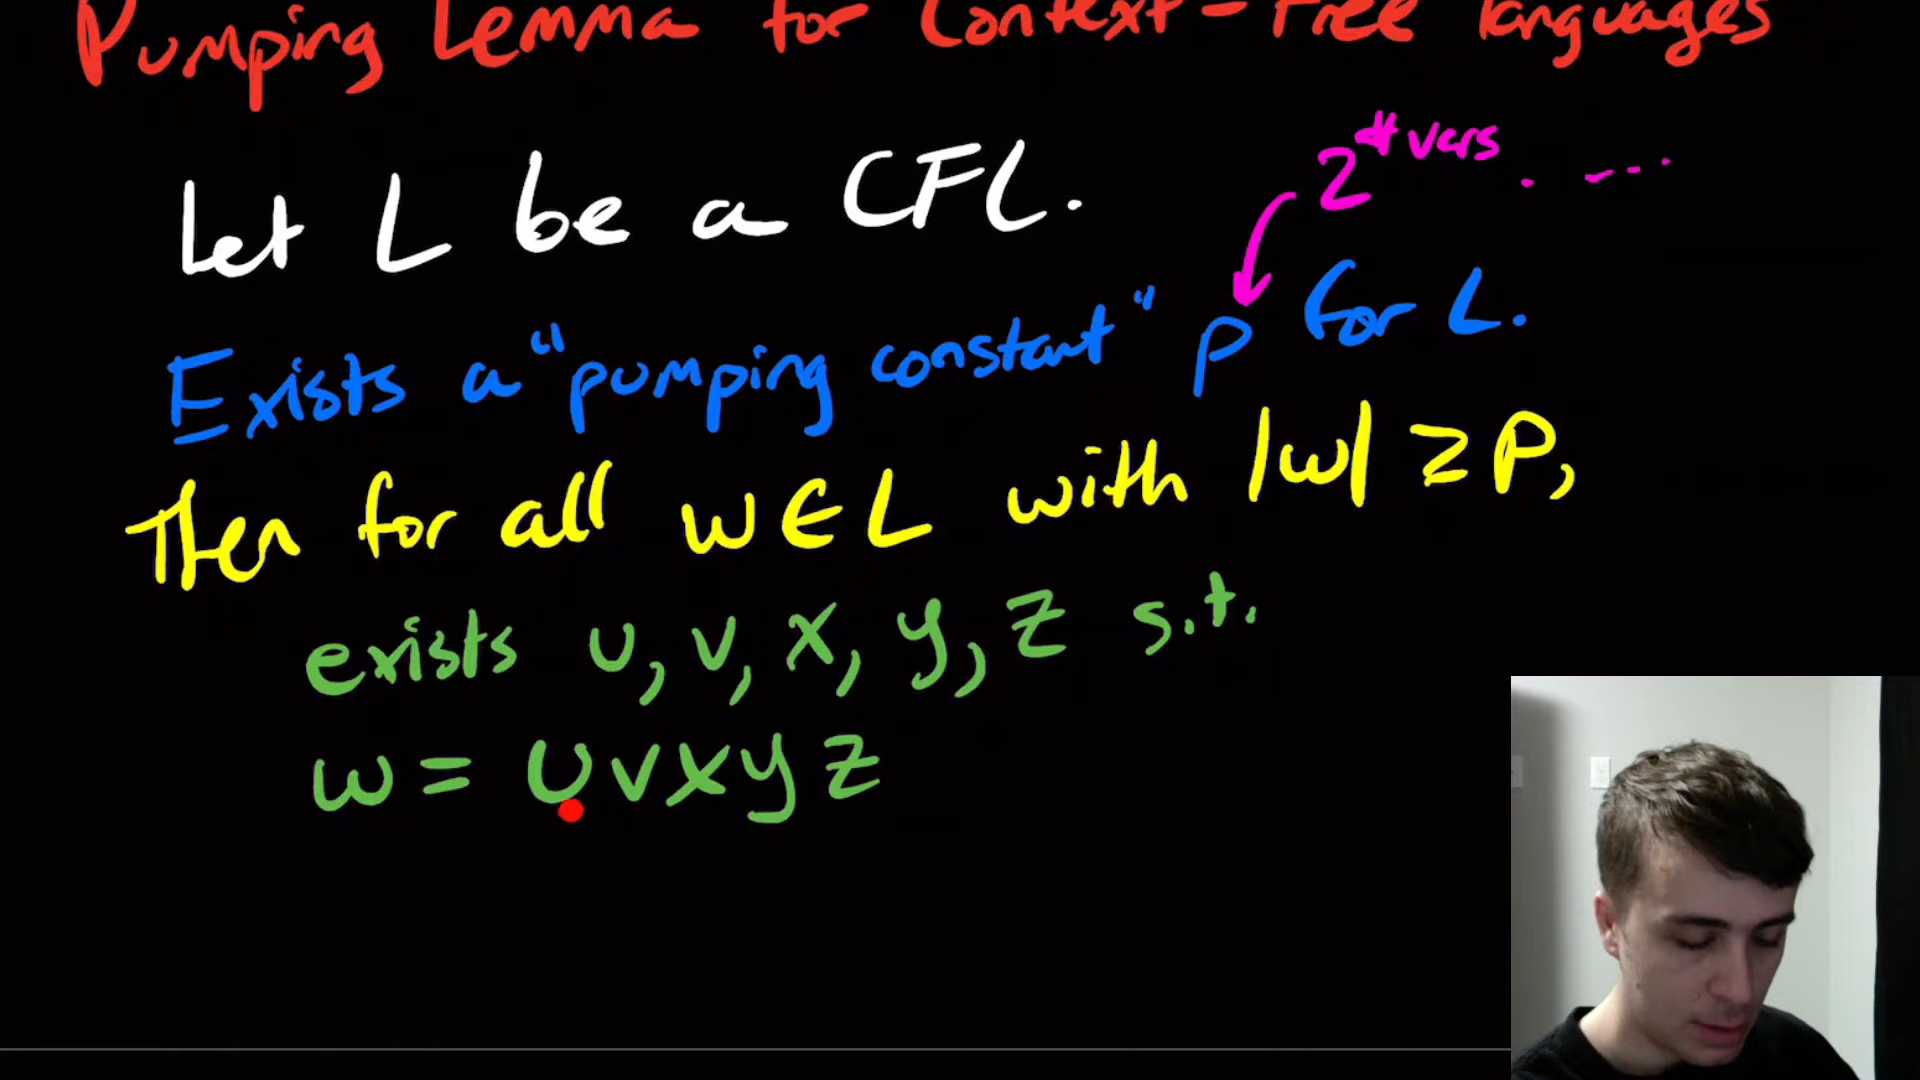 Pumping Lemma for Context-Free languages
Let L be a CFL.
2^# vars . ....
Exists a "pumping constant" p for L.
Then for all w ∈ L with |w| ≥ P,
exists u, v, x, y, z s.t.
w = uvxyz